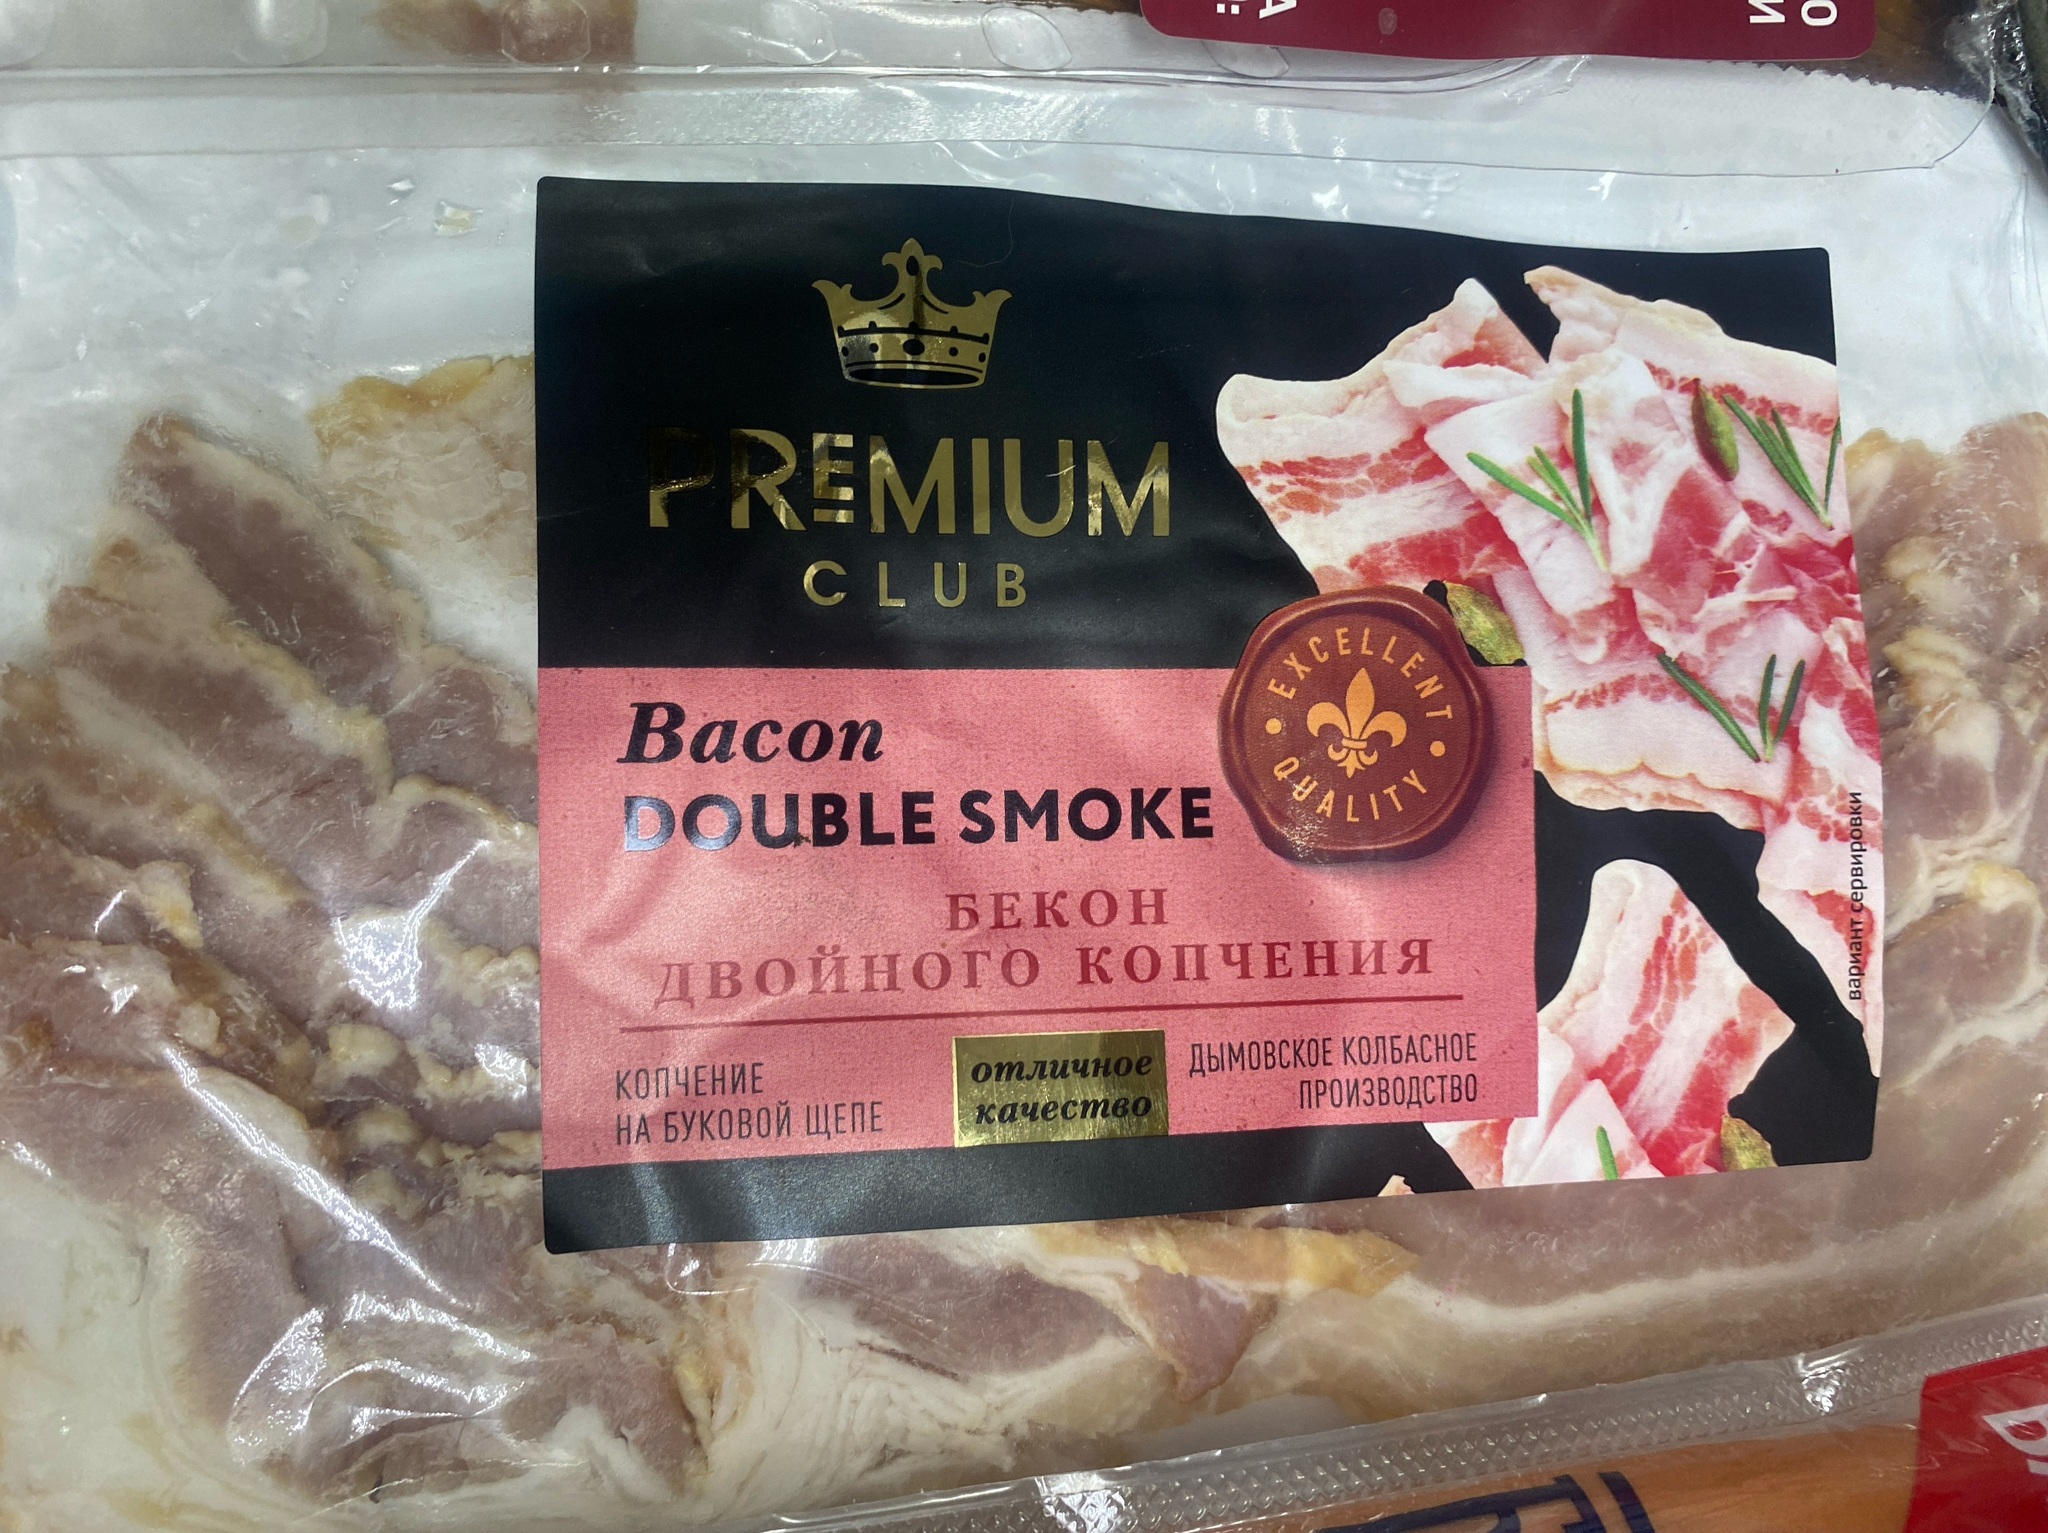 PREMIUM
CLUB
EXCELLENT
QUALITY
Bacon
DOUBLE SMOKE
БЕКОН
ДВОЙНОГО КОПЧЕНИЯ
КОПЧЕНИЕ
НА БУКОВОЙ ЩЕПЕ
отличное
качество
ДЫМОВСКОЕ КОЛБАСНОЕ
ПРОИЗВОДСТВО
вариант сервировки